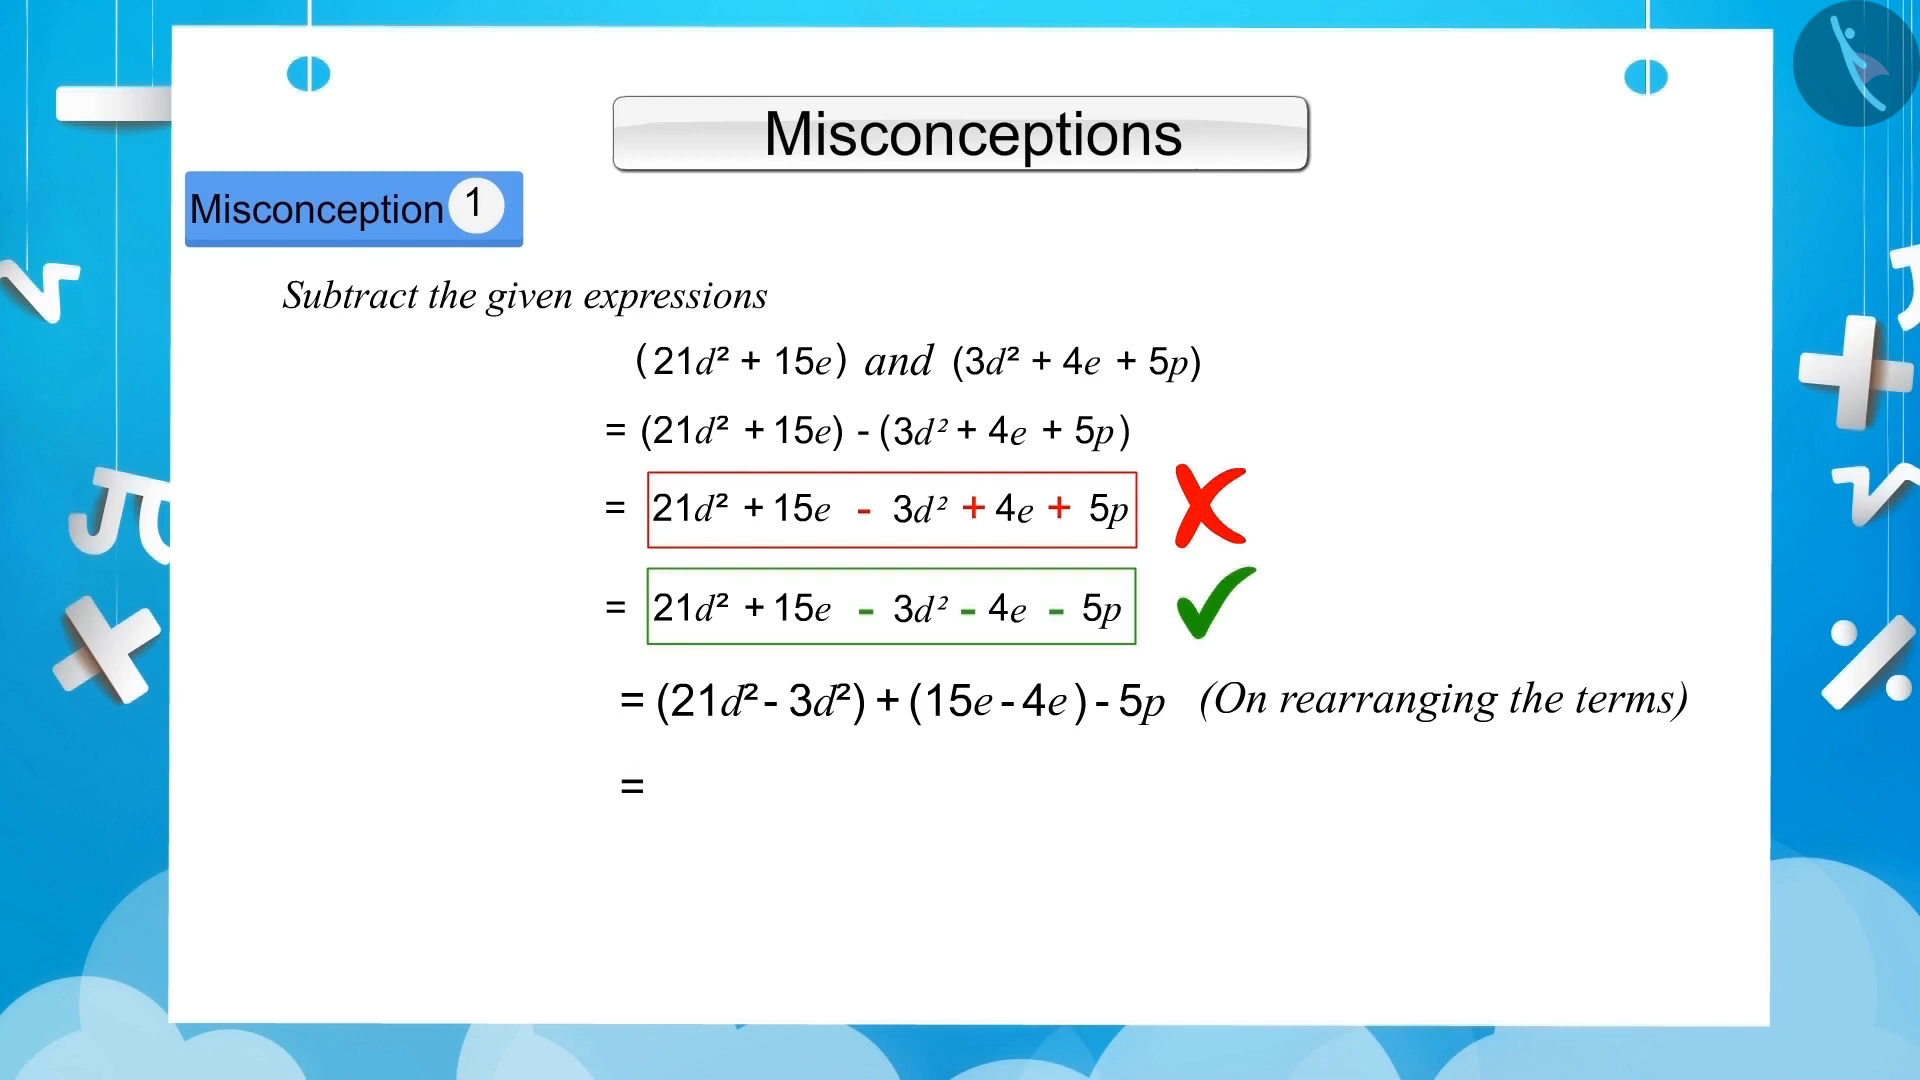 Misconceptions
Misconception 1
Subtract the given expressions
(21d² + 15e) and (3d² + 4e + 5p)
= (21d² + 15e) - (3d² + 4e + 5p)
= 21d² + 15e - 3d² + 4e + 5p
= 21d² + 15e - 3d² - 4e - 5p
= (21d² - 3d²) + (15e - 4e) - 5p (On rearranging the terms)
=